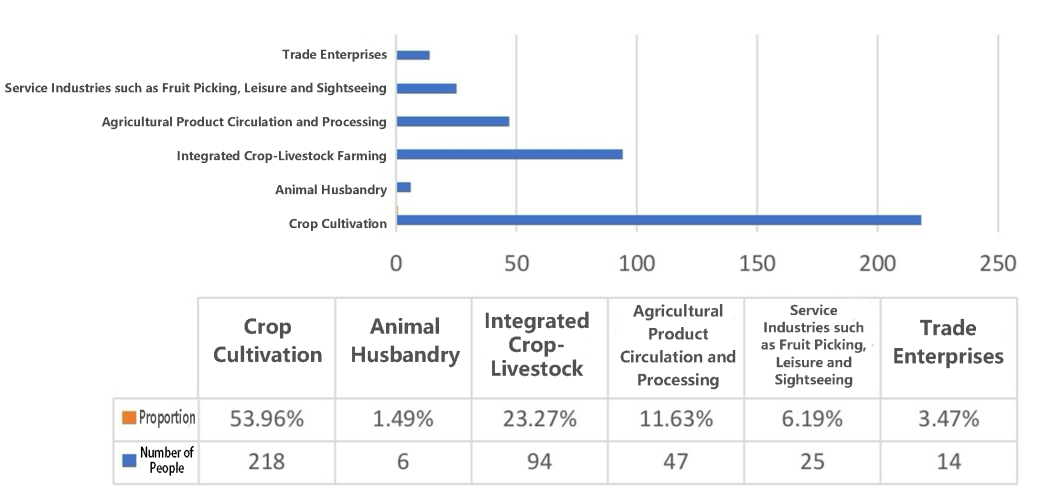 Trade Enterprises
Service Industries such as Fruit Picking, Leisure and Sightseeing
Agricultural Product Circulation and Processing
Integrated Crop-Livestock Farming
Animal Husbandry
Crop Cultivation
0 50 100 150 200 250
Crop
Cultivation
Animal
Husbandry
Integrated
Crop-
Livestock
Agricultural
Product
Circulation and
Processing
Service
Industries such
as Fruit Picking,
Leisure and
Sightseeing
Trade
Enterprises
Proportion 53.96% 1.49% 23.27% 11.63% 6.19% 3.47%
Number of
People
218 6 94 47 25 14